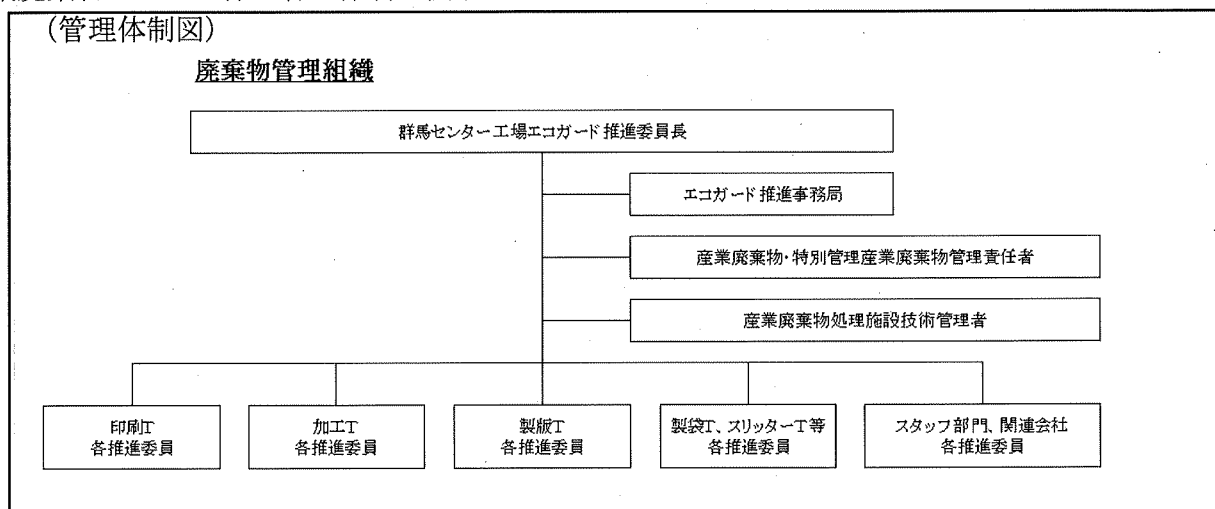 (管理体制図)
廃棄物管理組織
群馬センター工場エコガード推進委員長
エコガード推進事務局
産業廃棄物・特別管理産業廃棄物管理責任者
産業廃棄物処理施設技術管理者
印刷T
各推進委員
加工T
各推進委員
製版T
各推進委員
製袋T、スリッターT等
各推進委員
スタッフ部門、関連会社
各推進委員